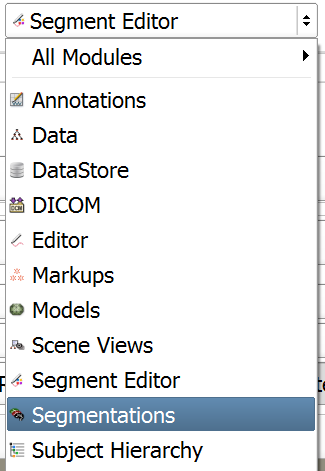 Segment Editor
All Modules
Annotations
Data
DataStore
DICOM
Editor
Markups
Models
Scene Views
Segment Editor
Segmentations
Subject Hierarchy